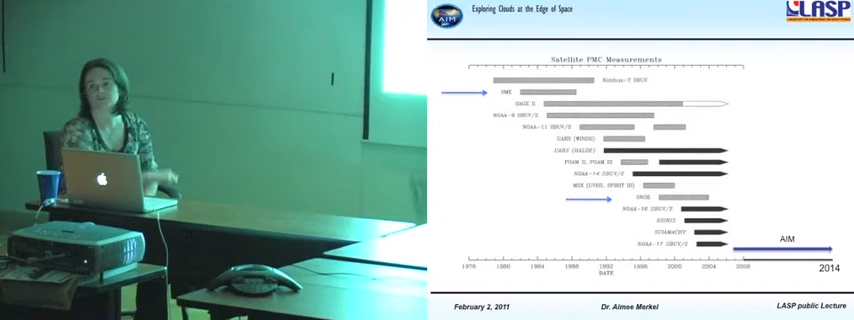 Exploring Clouds at the Edge of Space
AIM
LASP
Satellite PMC Measurements
Nimbus-7 SBUV
SME
SAGE II
NOAA-9 SBUV/2
NOAA-11 SBUV/2
UARS (WINDII)
UARS (HALOE)
POAM II, POAM III
NOAA-14 SBUV/2
MSX (UVISI, SPIRIT III)
SNOE
NOAA-16 SBUV/2
ODIN
SCIAMACHY
NOAA-17 SBUV/2
AIM
1976 1980 1984 1988 1992 1996 2000 2004 2008 2014
DATE
February 2, 2011 Dr. Aimee Merkel LASP public Lecture